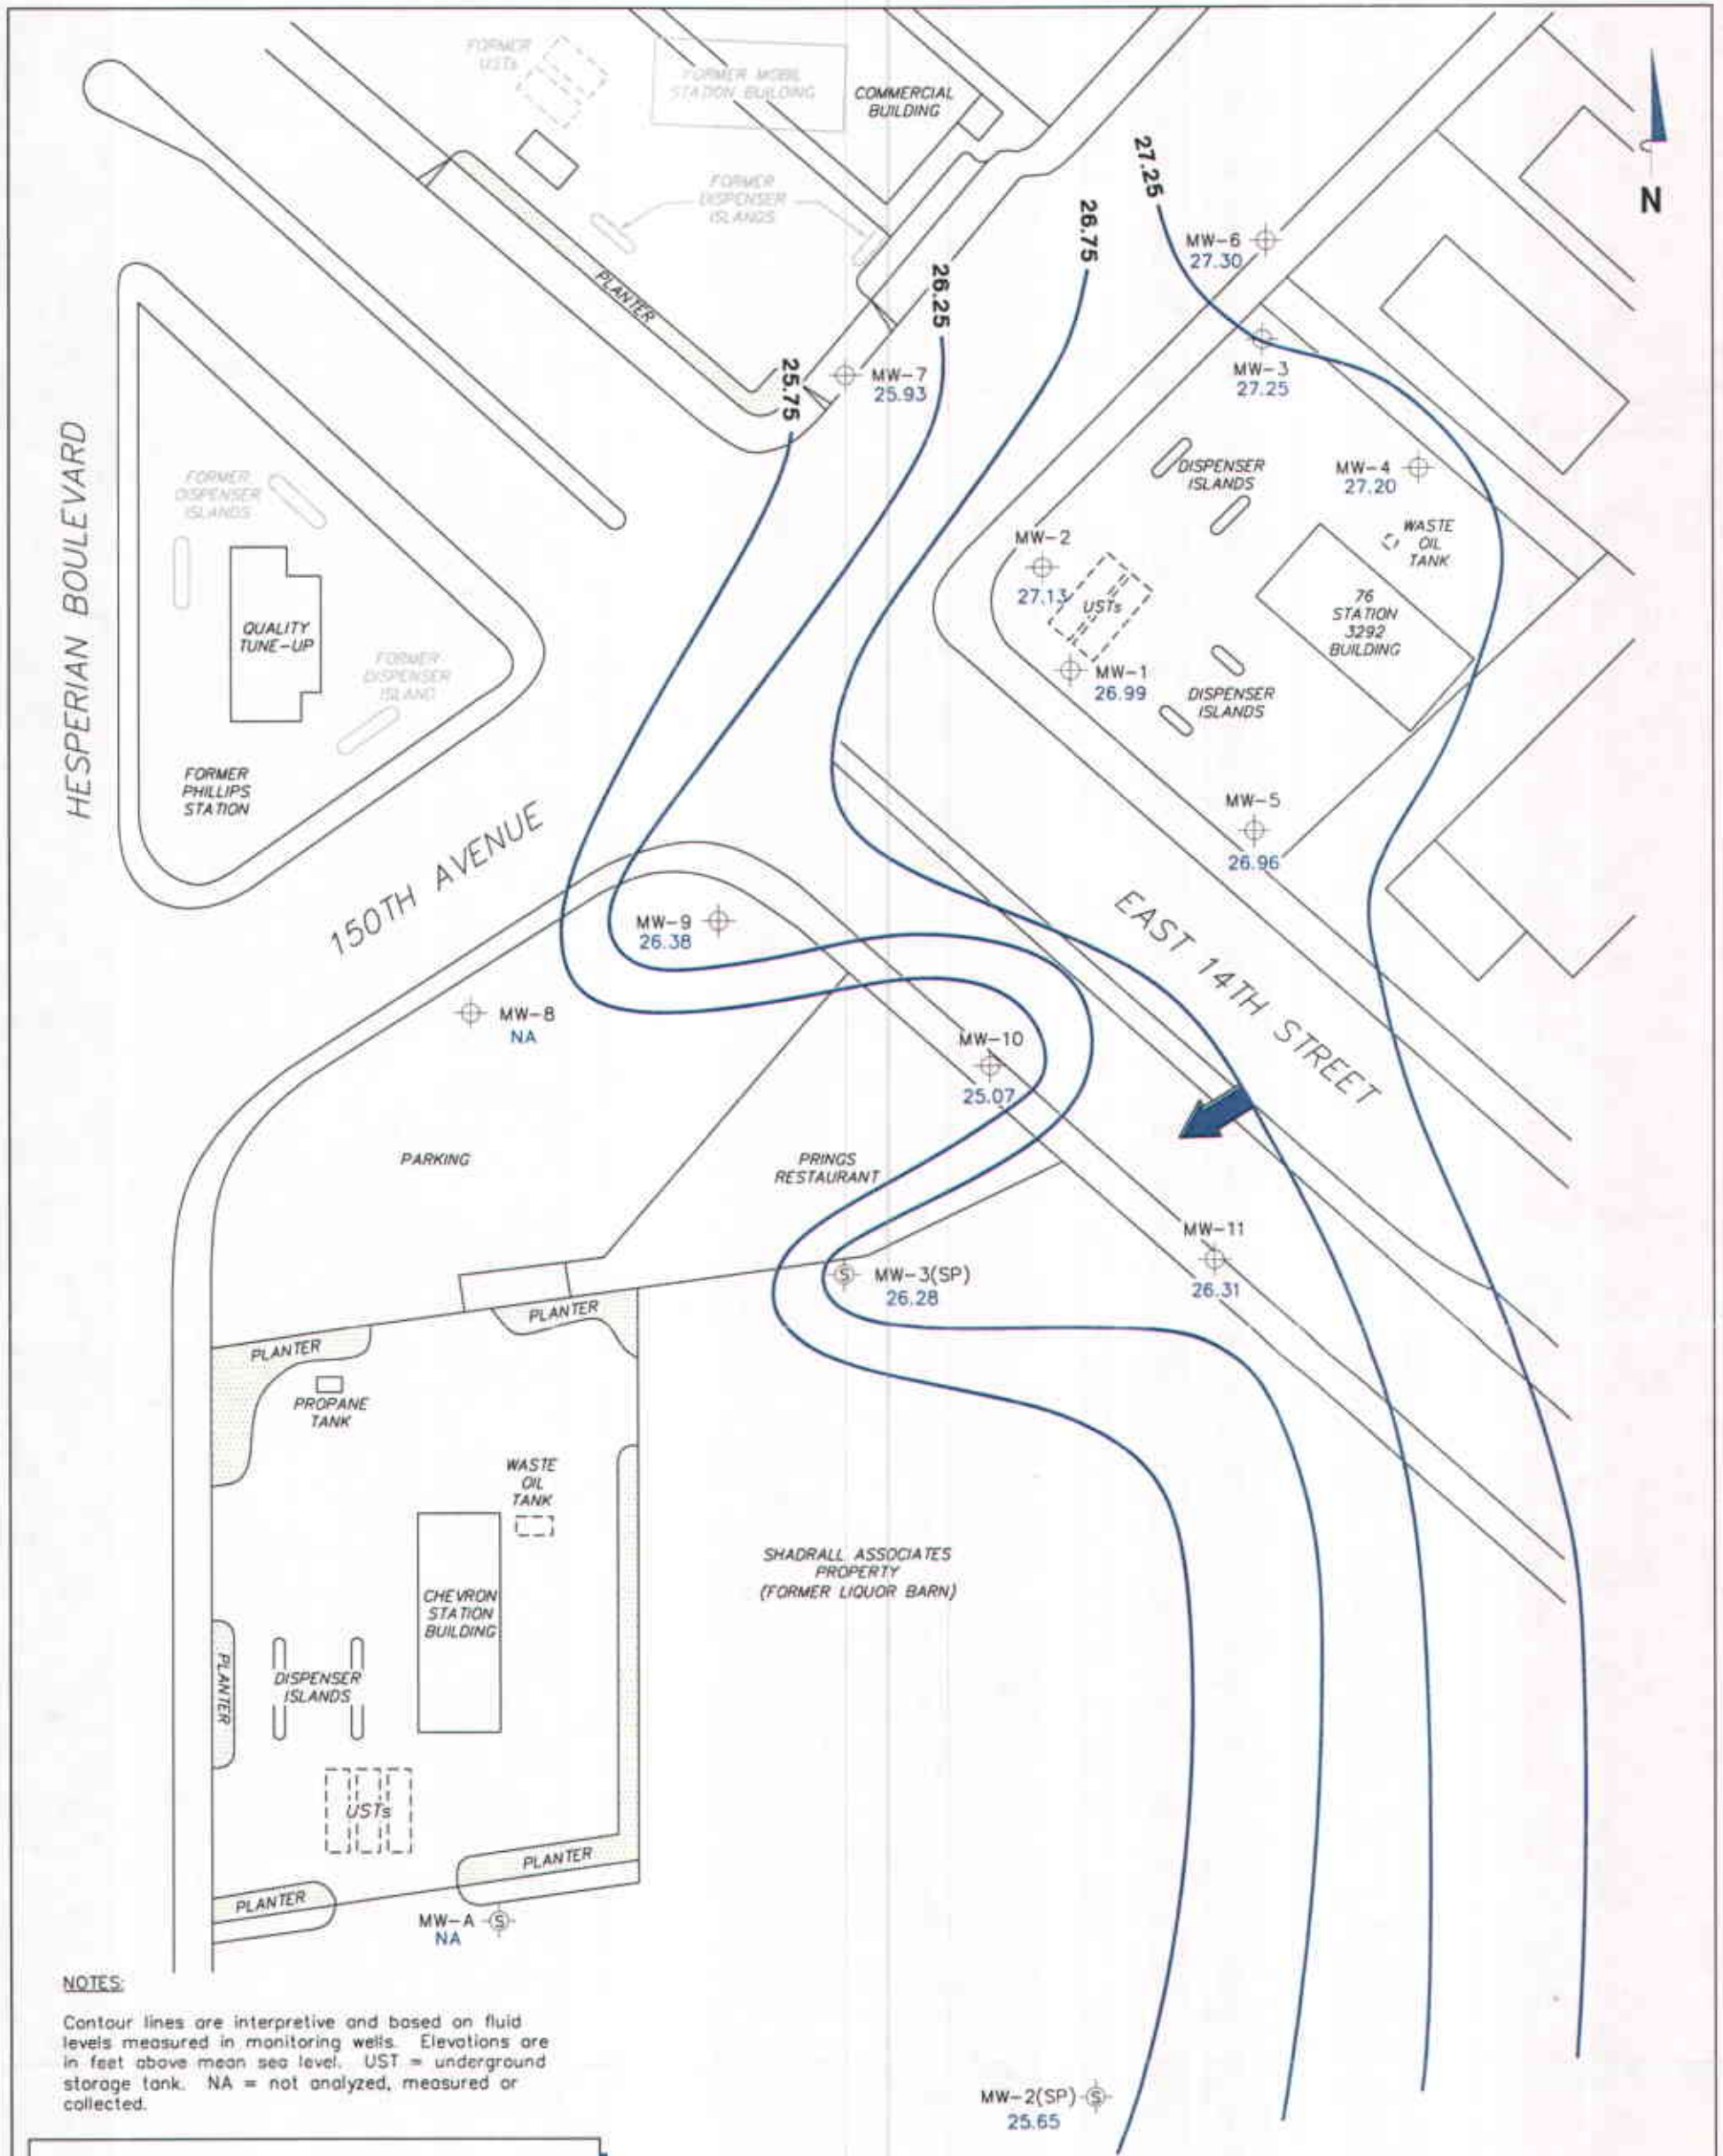 FORMER
USTs
FORMER MOBIL
STATION BUILDING
COMMERCIAL
BUILDING
FORMER
DISPENSER
ISLANGS
PLANTER
27.25
26.75
26.25
25.75
N
MW-6
27.30
MW-3
27.25
MW-7
25.93
DISPENSER
ISLANDS
MW-4
27.20
WASTE
OIL
TANK
MW-2
27.13
USTs
76
STATION
3292
BUILDING
MW-1
26.99
DISPENSER
ISLANDS
MW-5
26.96
HESPERIAN BOULEVARD
FORMER
DISPENSER
ISLANDS
QUALITY
TUNE-UP
FORMER
DISPENSER
ISLAND
FORMER
PHILLIPS
STATION
150TH AVENUE
EAST 14TH STREET
MW-9
26.38
MW-8
NA
MW-10
25.07
PARKING
PRINGS
RESTAURANT
MW-11
26.31
S
MW-3(SP)
26.28
PLANTER
PLANTER
PROPANE
TANK
WASTE
OIL
TANK
CHEVRON
STATION
BUILDING
SHADRALL ASSOCIATES
PROPERTY
(FORMER LIQUOR BARN)
PLANTER
DISPENSER
ISLANDS
USTs
PLANTER
PLANTER
MW-A S
NA
NOTES:
Contour lines are interpretive and based on fluid
levels measured in monitoring wells. Elevations are
in feet above mean sea level. UST = underground
storage tank. NA = not analyzed, measured or
collected.
MW-2(SP) S
25.65